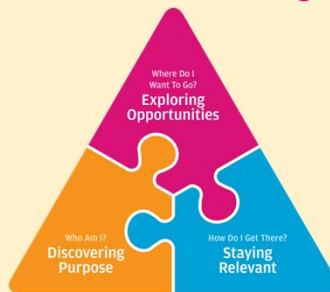 Where Do I
Want To Go?
Exploring
Opportunities
Who Am I?
Discovering
Purpose
How Do I Get There?
Staying
Relevant